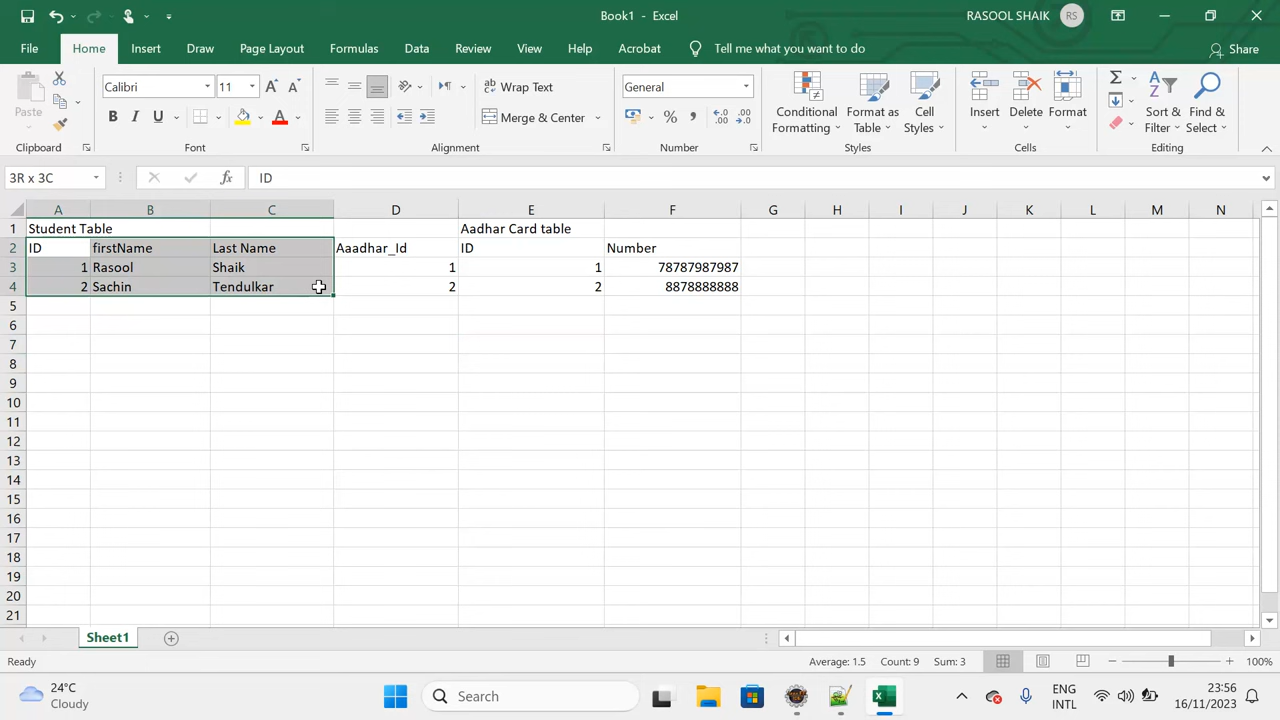 Book1 - Excel
RASOOL SHAIK
RS
File Home Insert Draw Page Layout Formulas Data Review View Help Acrobat Tell me what you want to do Share
Paste
Clipboard
Calibri 11
B I U A
Font
ab Wrap Text
Merge & Center
Alignment
General
% , .0 .00
Number
Conditional Formatting
Format as Table
Cell Styles
Styles
Insert Delete Format
Cells
Sort & Filter
Find & Select
Editing
3R x 3C fx ID
A B C D E F G H I J K L M N
1 Student Table Aadhar Card table
2 ID firstName Last Name Aaadhar_Id ID Number
3 1 Rasool Shaik 1 1 78787987987
4 2 Sachin Tendulkar 2 2 8878888888
5
6
7
8
9
10
11
12
13
14
15
16
17
18
19
20
21
Sheet1
Ready Average: 1.5 Count: 9 Sum: 3 100%
24°C
Cloudy
Search
ENG
INTL
23:56
16/11/2023